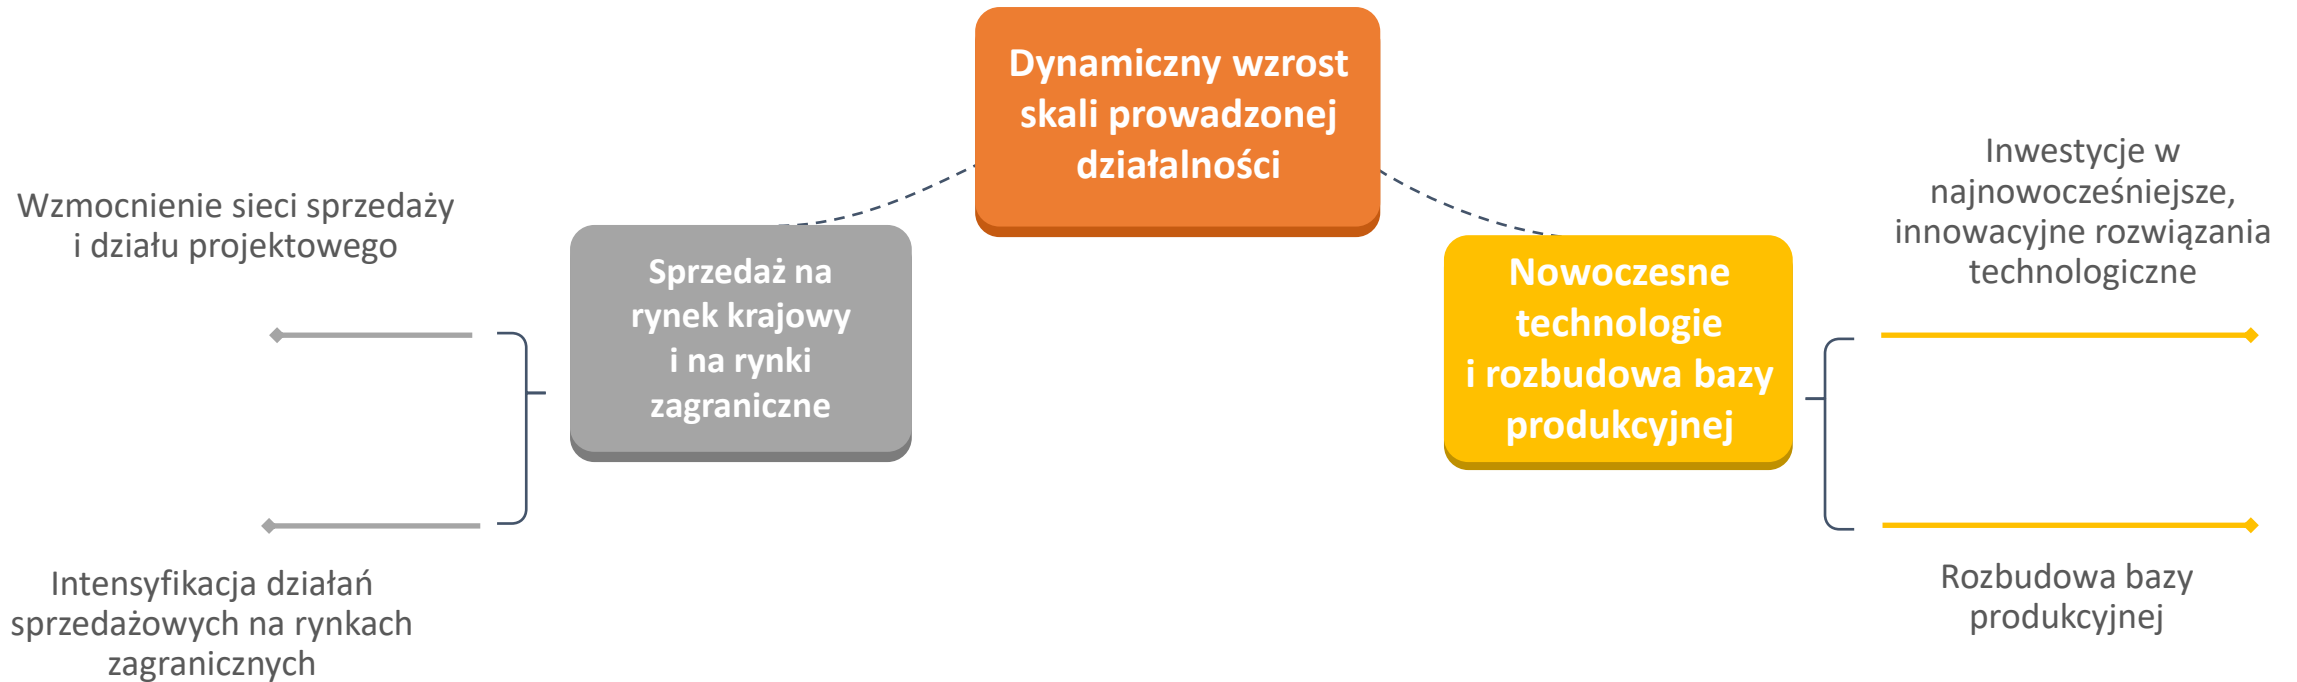 Dynamiczny wzrost
skali prowadzonej
działalności
Wzmocnienie sieci sprzedaży
i działu projektowego
Sprzedaż na
rynek krajowy
i na rynki
zagraniczne
Intensyfikacja działań
sprzedażowych na rynkach
zagranicznych
Nowoczesne
technologie
i rozbudowa bazy
produkcyjnej
Inwestycje w
najnowocześniejsze,
innowacyjne rozwiązania
technologiczne
Rozbudowa bazy
produkcyjnej